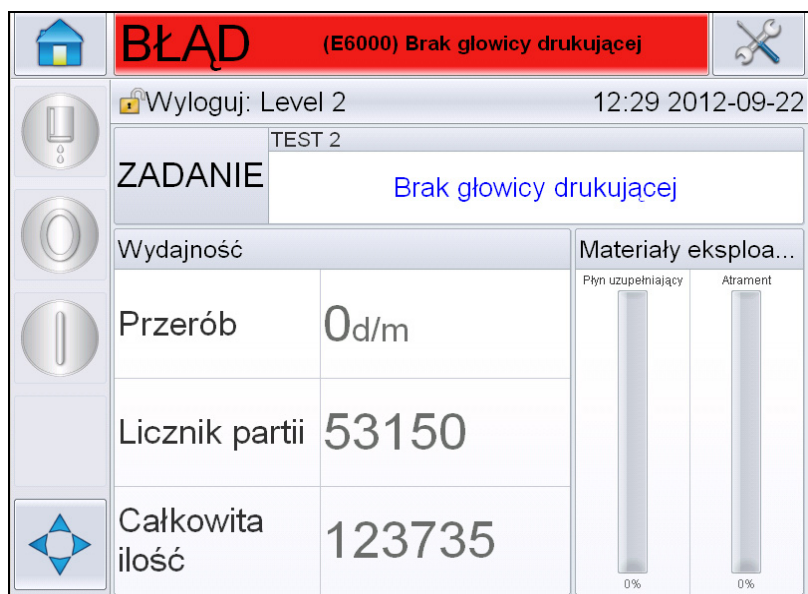 BŁĄD
(E6000) Brak glowicy drukującej
Wyloguj: Level 2
12:29 2012-09-22
ZADANIE
TEST 2
Brak głowicy drukującej
Wydajność
Przerób
0d/m
Licznik partii
53150
Całkowita
ilość
123735
Materiały eksploa...
Płyn uzupełniający
Atrament
0%
0%